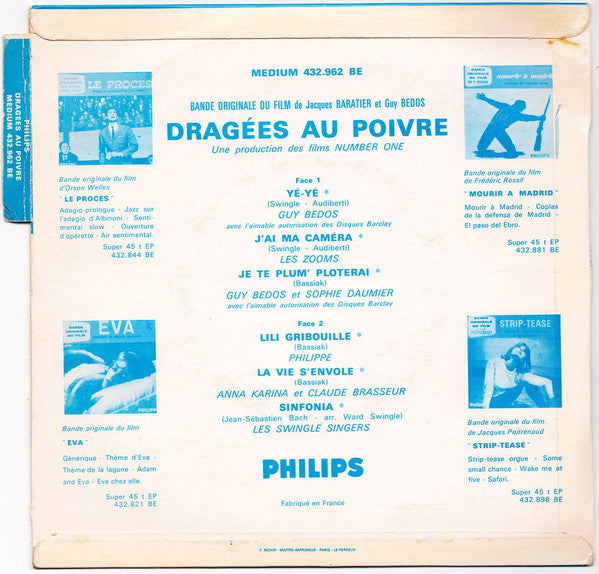 PHILIPS
DRAGÉES AU POIVRE
MEDIUM 432.962 BE
MEDIUM 432.962 BE
BANDE ORIGINALE DU FILM de Jacques BARATIER et Guy BEDOS
DRAGÉES AU POIVRE
Une production des films NUMBER ONE
LE PROCES
Bande originale du film
d'Orson Welles
"LE PROCES"
Adagio-prologue - Jazz sur
l'adagio d'Albinoni - Senti-
mental slow - Ouverture
d'opérette - Air sentimental.
Super 45 t EP
432.844 BE
EVA
PHILIPS
Bande originale du film
"EVA"
Générique - Thème d'Eva -
Thème de la lagune - Adam
and Eva - Eva chez elle.
Super 45 t EP
432.821 BE
Face 1
YÉ-YÉ *
(Swingle - Audiberti)
GUY BEDOS
avec l'aimable autorisation des Disques Barclay
J'AI MA CAMÉRA *
(Swingle - Audiberti)
LES ZOOMS
JE TE PLUM' PLOTERAI *
(Bassiak)
GUY BEDOS et SOPHIE DAUMIER
avec l'aimable autorisation des Disques Barclay
Face 2
LILI GRIBOUILLE *
(Bassiak)
PHILIPPE
LA VIE S'ENVOLE *
(Bassiak)
ANNA KARINA et CLAUDE BRASSEUR
SINFONIA *
(Jean-Sébastien Bach - arr. Ward Swingle)
LES SWINGLE SINGERS
PHILIPS
Fabriqué en France
mourir à madrid
PHILIPS
Bande originale du film
de Frédéric Rossif
"MOURIR A MADRID"
Mourir à Madrid - Coplas
de la defensa de Madrid -
El paso del Ebro.
Super 45 t EP
432.881 BE
STRIP-TEASE
Bande originale du film
de Jacques Poitrenaud
"STRIP-TEASE"
Strip-tease orgue - Some
small chance - Wake me at
five - Safari.
Super 45 t EP
432.898 BE
F. RICHIR - MAITRE-IMPRIMEUR - PARIS - LE PERREUX